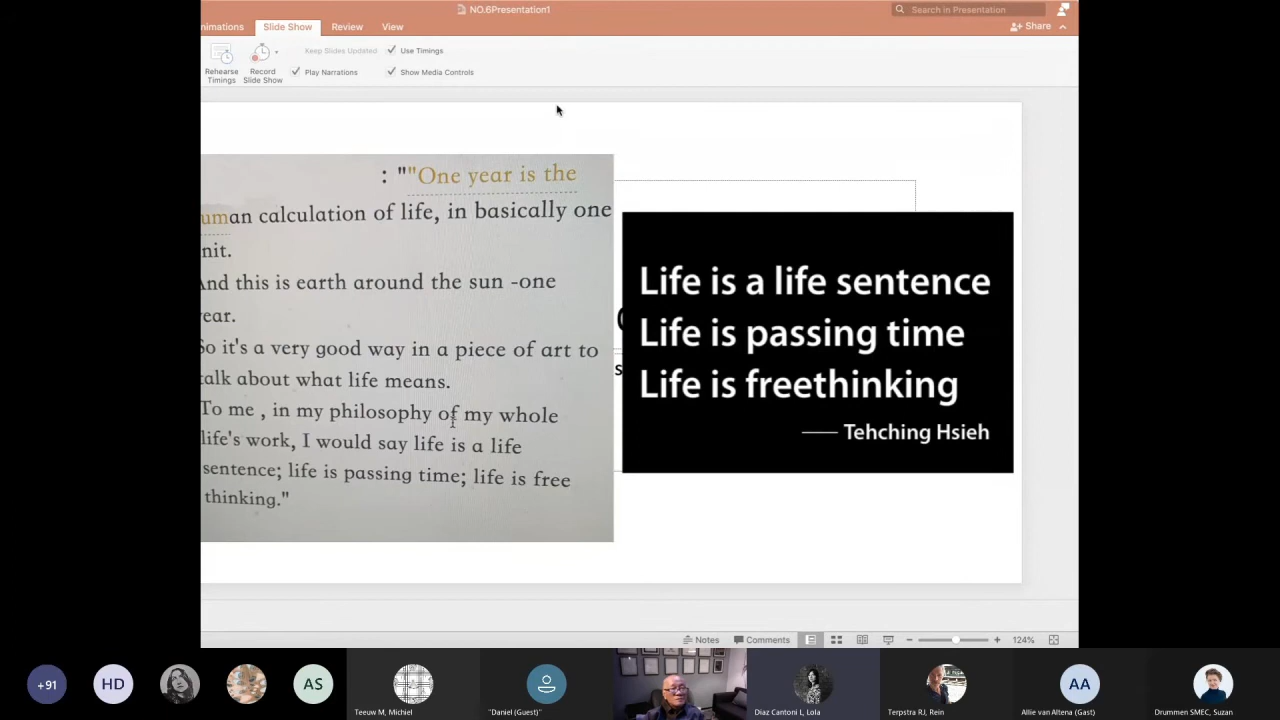 NO.6Presentation1
Search in Presentation
nimations
Slide Show
Review
View
Share
Rehearse
Timings
Record
Slide Show
Keep Slides Updated
Use Timings
Play Narrations
Show Media Controls
: ""One year is the
uman calculation of life, in basically one
nit.
And this is earth around the sun -one
ear.
So it's a very good way in a piece of art to
talk about what life means.
To me , in my philosophy of my whole
life's work, I would say life is a life
sentence; life is passing time; life is free
thinking."
Life is a life sentence
Life is passing time
Life is freethinking
—— Tehching Hsieh
Notes
Comments
124%
+91
HD
AS
AA
Teeuw M, Michiel
"Daniel (Guest)"
Diaz Cantoni L, Lola
Terpstra RJ, Rein
Allie van Altena (Gast)
Drummen SMEC, Suzan